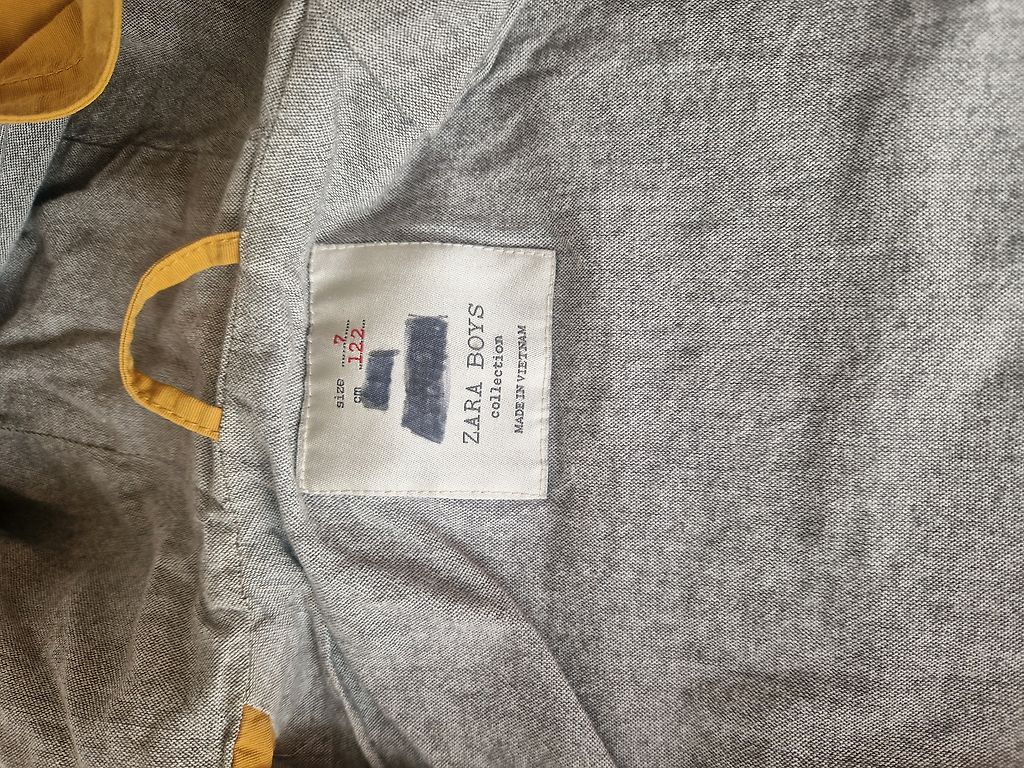 size 7
cm 122
ZARA BOYS
collection
MADE IN VIETNAM